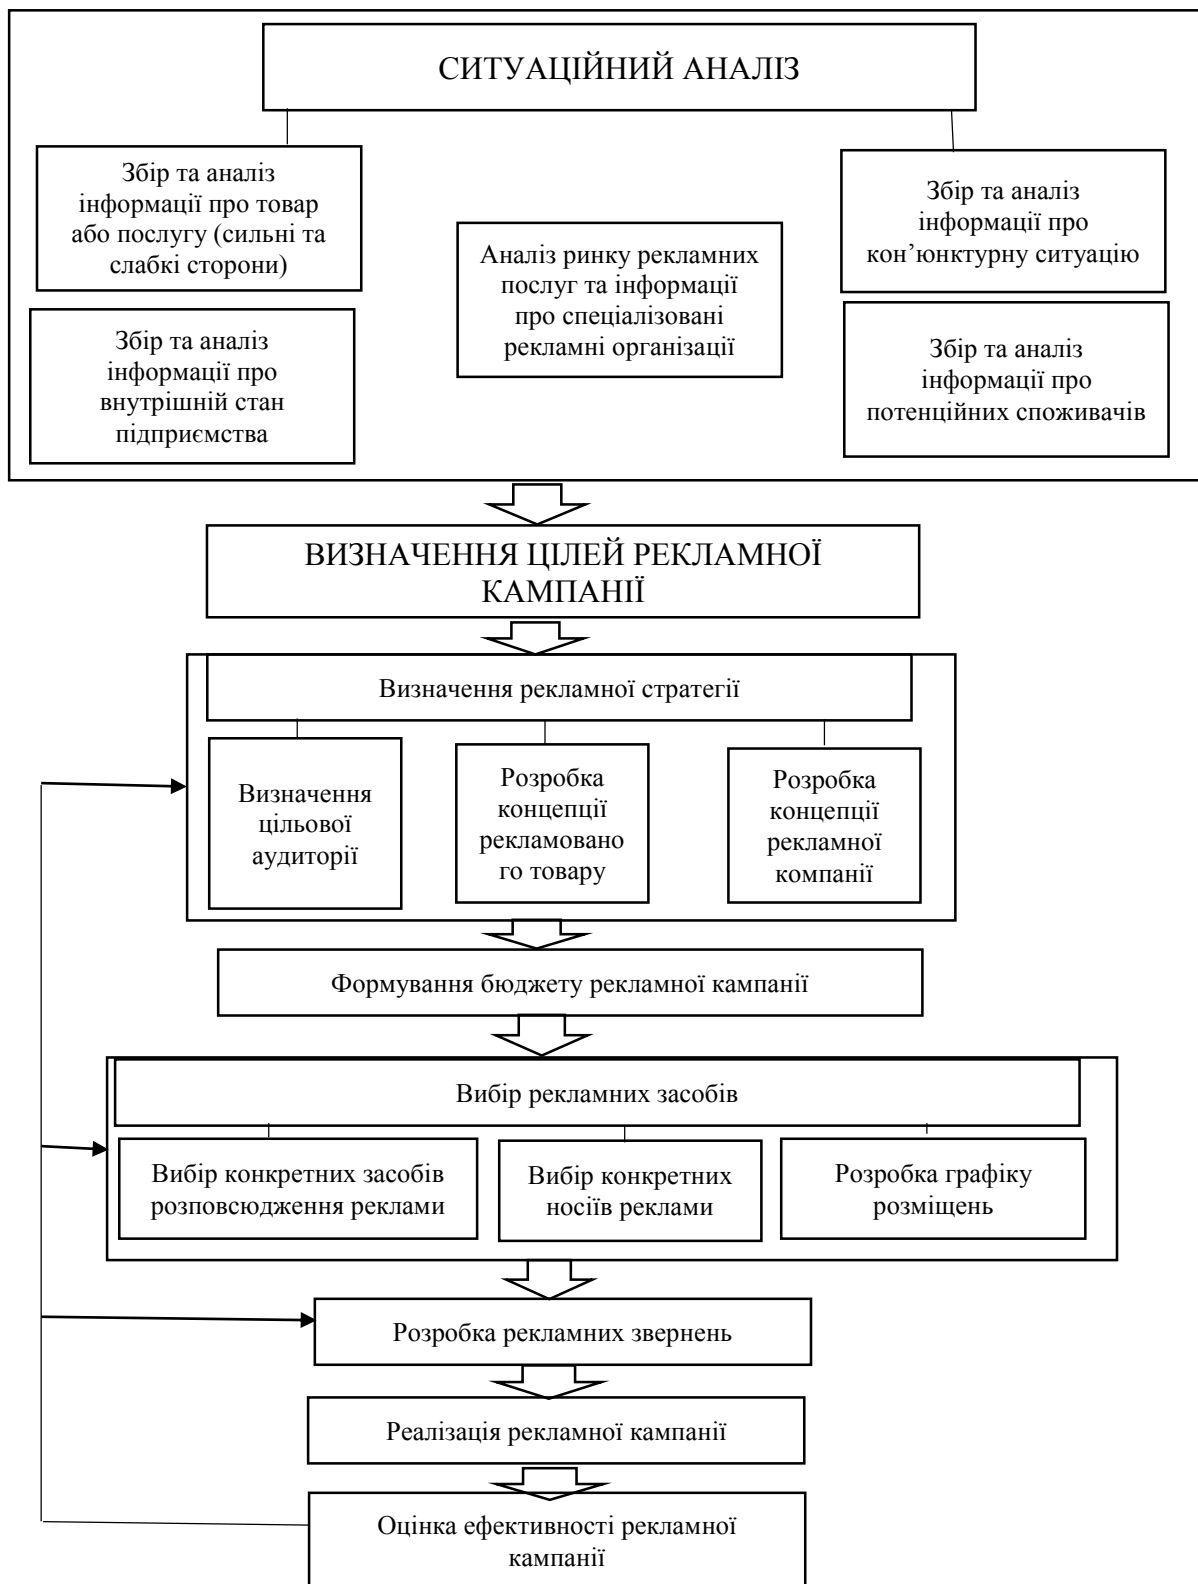 СИТУАЦІЙНИЙ АНАЛІЗ
Збір та аналіз
інформації про товар
або послугу (сильні та
слабкі сторони)
Збір та аналіз
інформації про
внутрішній стан
підприємства
Аналіз ринку рекламних
послуг та інформації
про спеціалізовані
рекламні організації
Збір та аналіз
інформації про
кон’юнктурну ситуацію
Збір та аналіз
інформації про
потенційних споживачів
ВИЗНАЧЕННЯ ЦІЛЕЙ РЕКЛАМНОЇ
КАМПАНІЇ
Визначення рекламної стратегії
Визначення
цільової
аудиторії
Розробка
концепції
рекламовано
го товару
Розробка
концепції
рекламної
компанії
Формування бюджету рекламної кампанії
Вибір рекламних засобів
Вибір конкретних засобів
розповсюдження реклами
Вибір конкретних
носіїв реклами
Розробка графіку
розміщень
Розробка рекламних звернень
Реалізація рекламної кампанії
Оцінка ефективності рекламної
кампанії